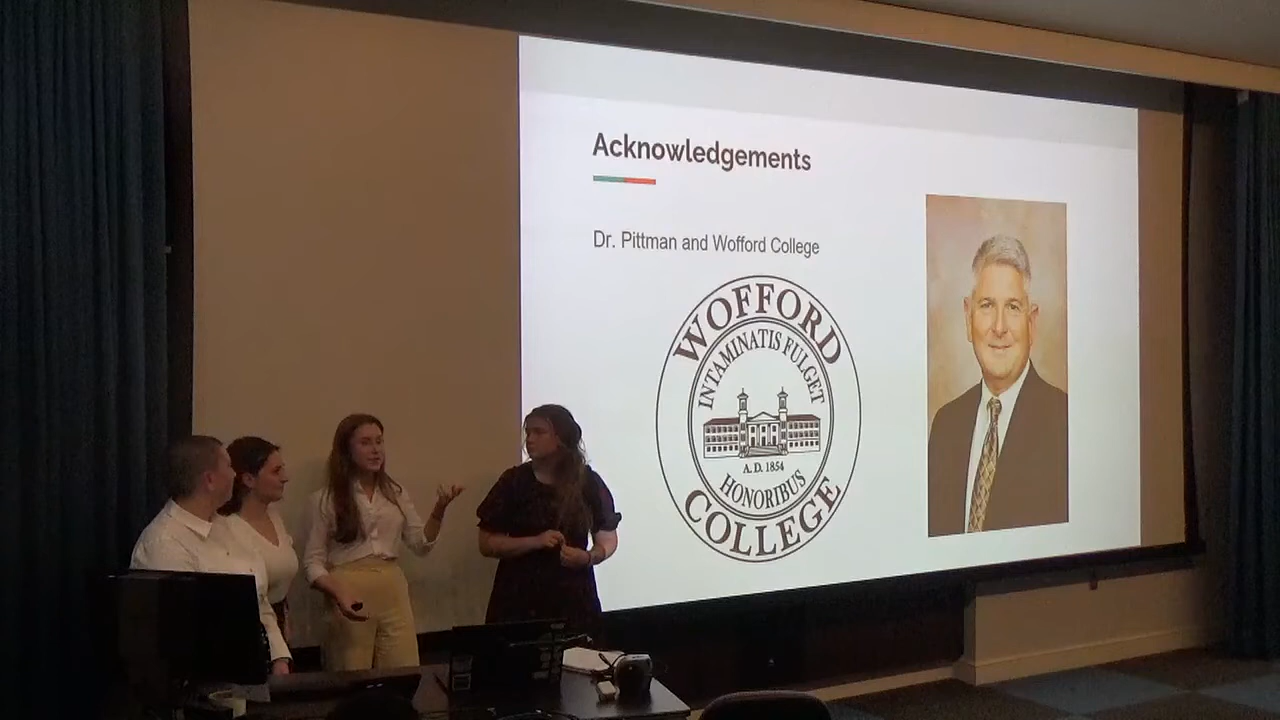 Acknowledgements
Dr. Pittman and Wofford College
WOFFORD
INTAMINATIS FULGET
A.D. 1854
HONORIBUS
COLLEGE